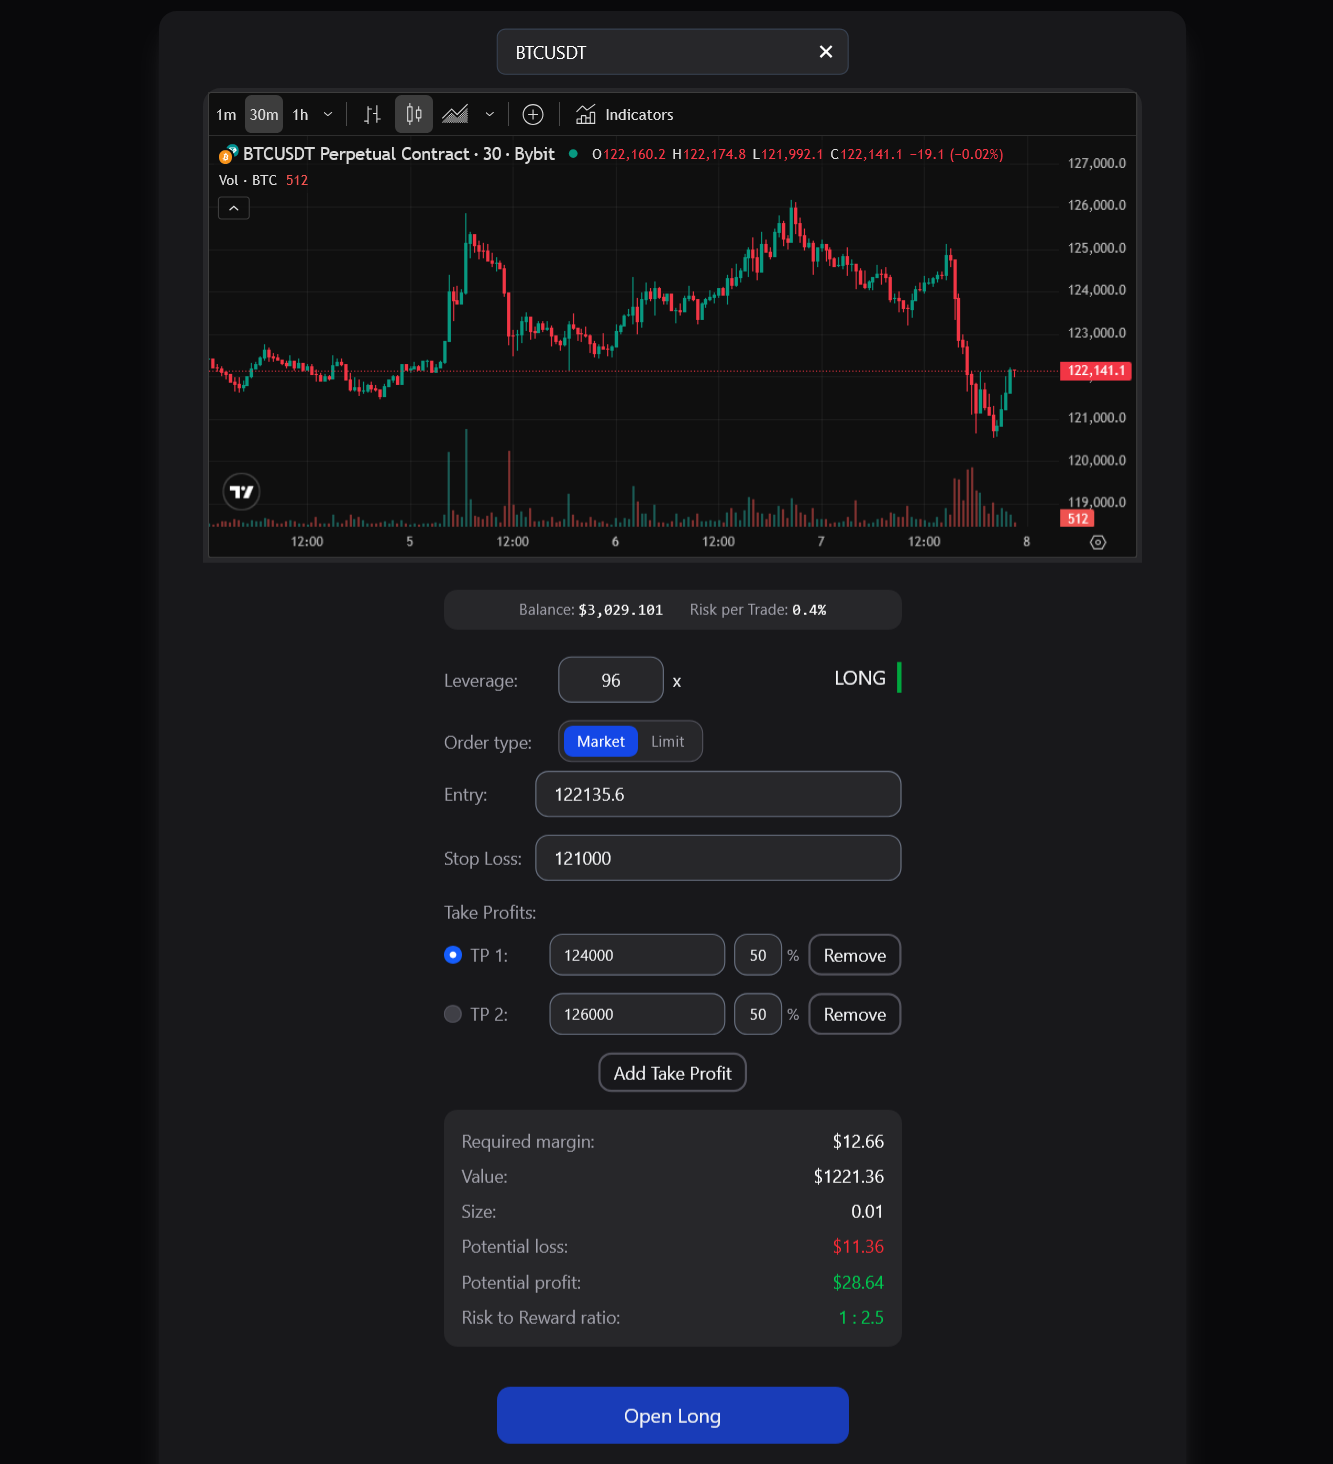 BTCUSDT
1m 30m 1h Indicators
BTCUSDT Perpetual Contract · 30 · Bybit O122,160.2 H122,174.8 L121,992.1 C122,141.1 −19.1 (−0.02%)
Vol · BTC 512
127,000.0
126,000.0
125,000.0
124,000.0
123,000.0
122,141.1
121,000.0
120,000.0
119,000.0
512
12:00 5 12:00 6 12:00 7 12:00 8
Balance: $3,029.101 Risk per Trade: 0.4%
Leverage: 96 x LONG
Order type: Market Limit
Entry: 122135.6
Stop Loss: 121000
Take Profits:
TP 1: 124000 50 % Remove
TP 2: 126000 50 % Remove
Add Take Profit
Required margin: $12.66
Value: $1221.36
Size: 0.01
Potential loss: $11.36
Potential profit: $28.64
Risk to Reward ratio: 1 : 2.5
Open Long